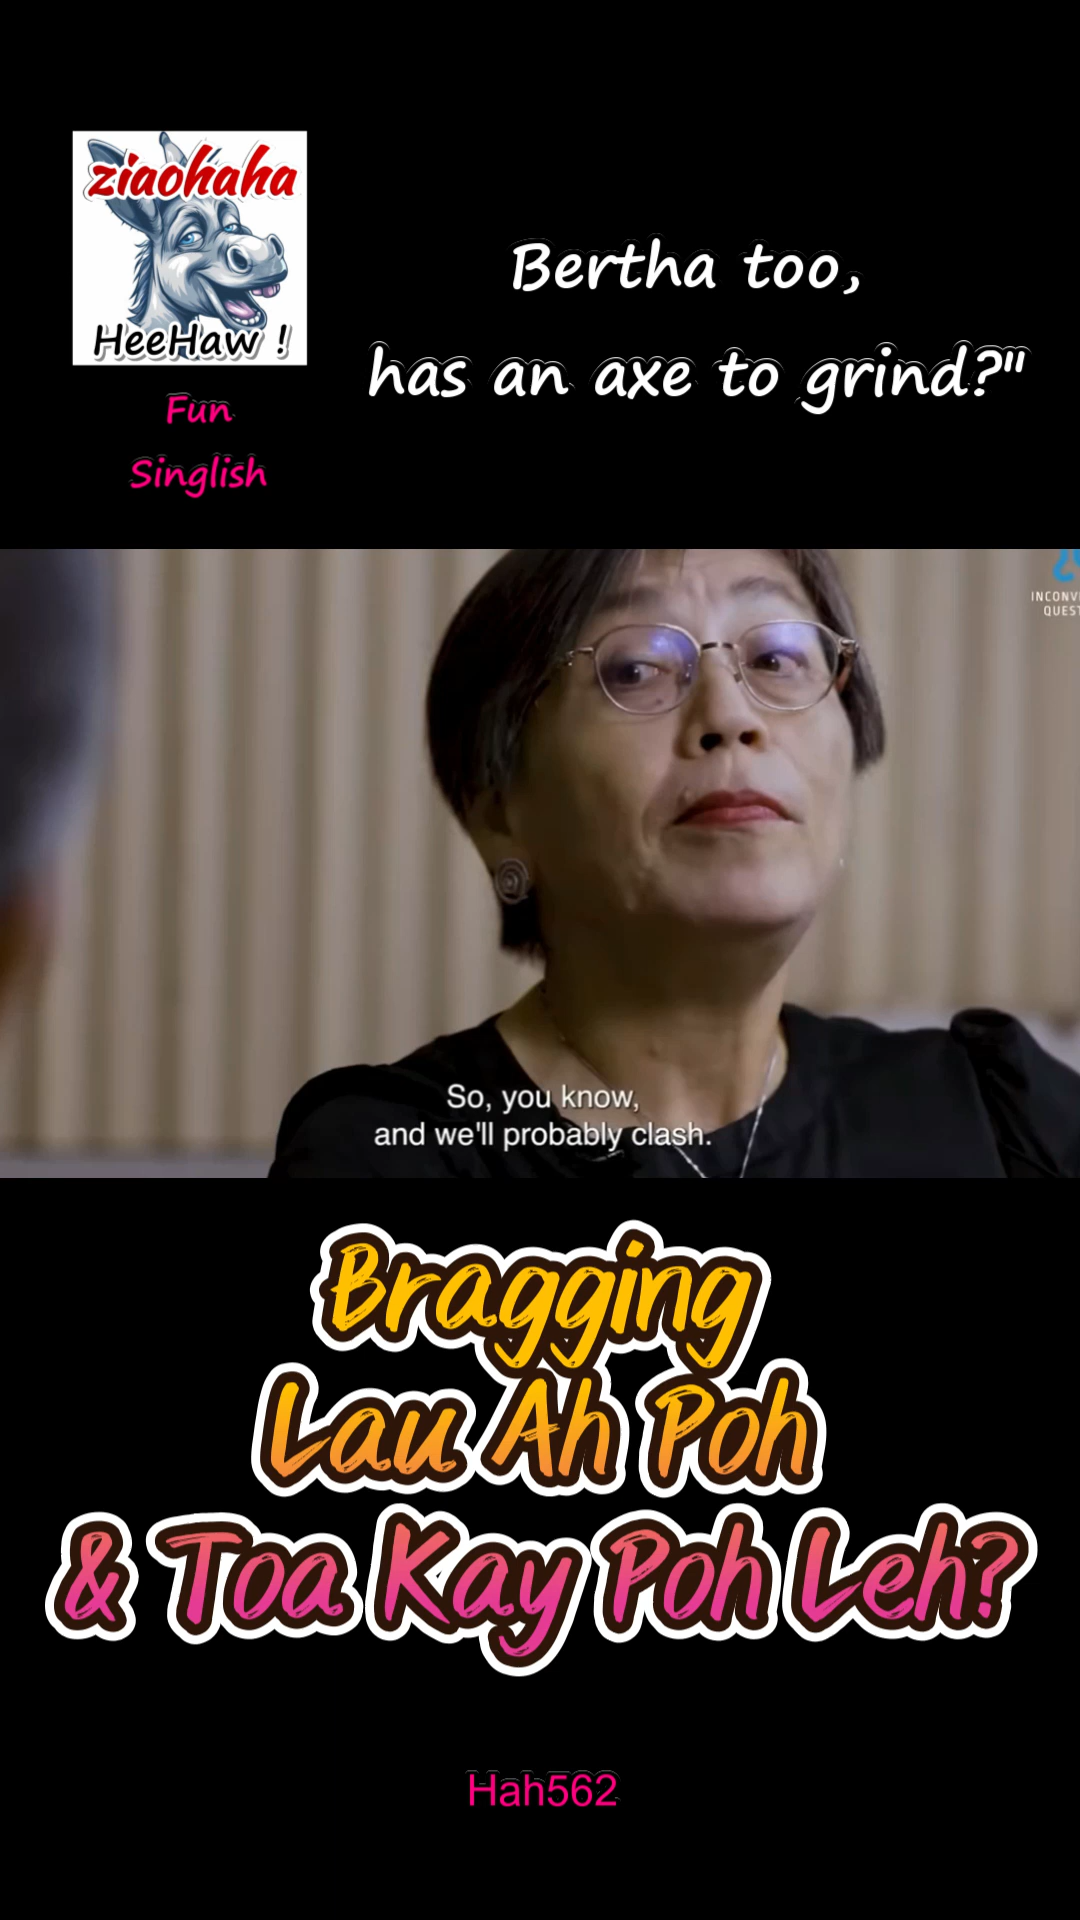 ziaohaha
HeeHaw !
Fun
Singlish
Bertha too,
has an axe to grind?"
So, you know,
and we'll probably clash.
Bragging
Lau Ah Poh
& Toa Kay Poh Leh?
Hah562